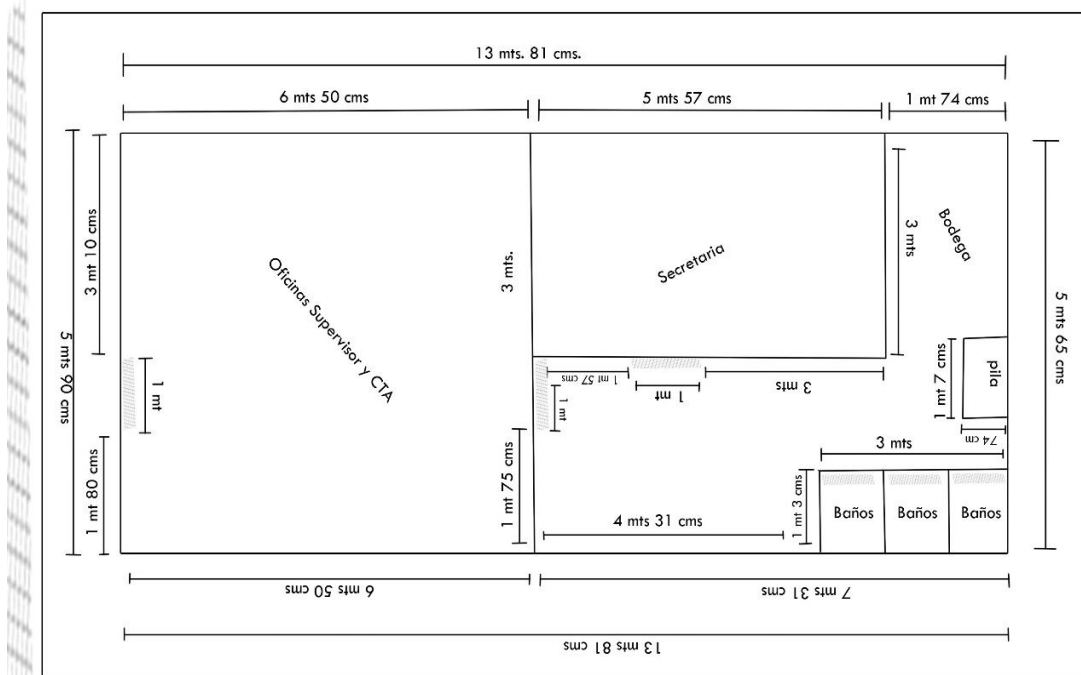 13 mts. 81 cms.
6 mts 50 cms
5 mts 57 cms
1 mt 74 cms
3 mt 10 cms
5 mts 90 cms
1 mt
1 mt 80 cms
Oficinas Supervisor y CTA
3 mts.
Secretaria
3 mts
Bodega
5 mts 65 cms
1 mt 57 cms
1 mt
3 mts
1 mt
1 mt 7 cms
pila
74 cm
3 mts
1 mt 75 cms
4 mts 31 cms
1 mt 3 cms
Baños
Baños
Baños
6 mts 50 cms
7 mts 31 cms
13 mts 81 cms